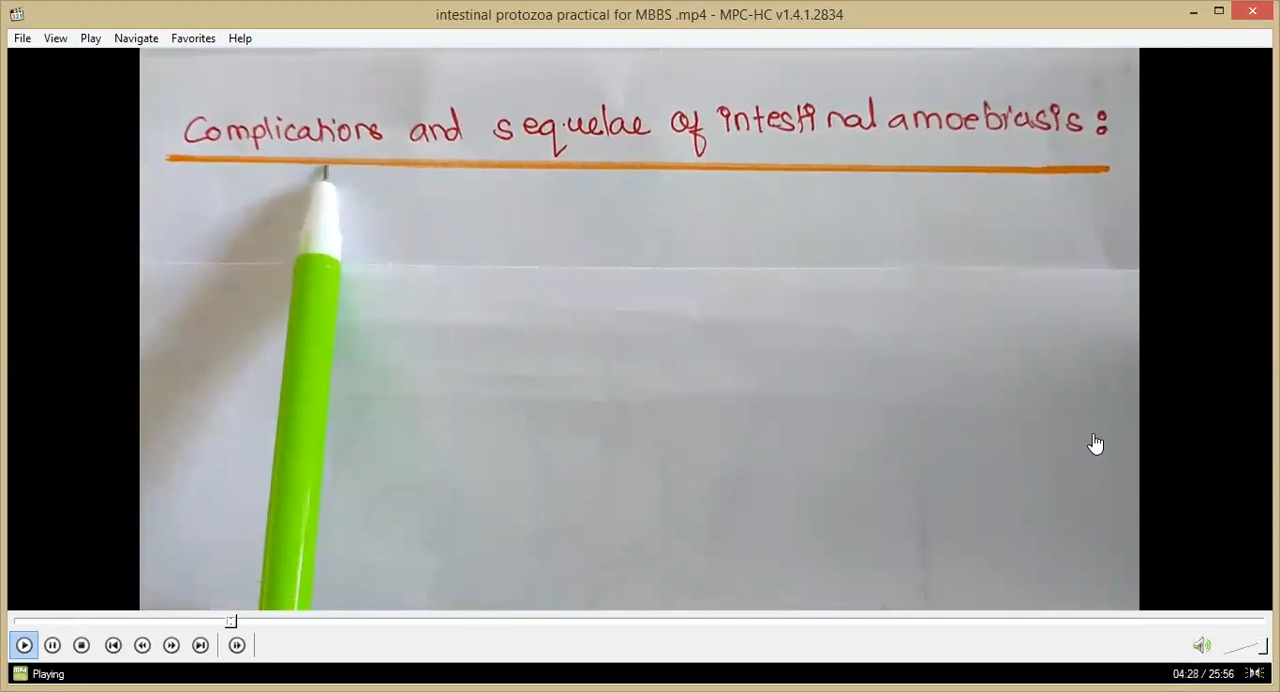 intestinal protozoa practical for MBBS .mp4 - MPC-HC v1.4.1.2834
File View Play Navigate Favorites Help
Complications and sequelae of intestinal amoebiasis:
Playing
04:28 / 25:56